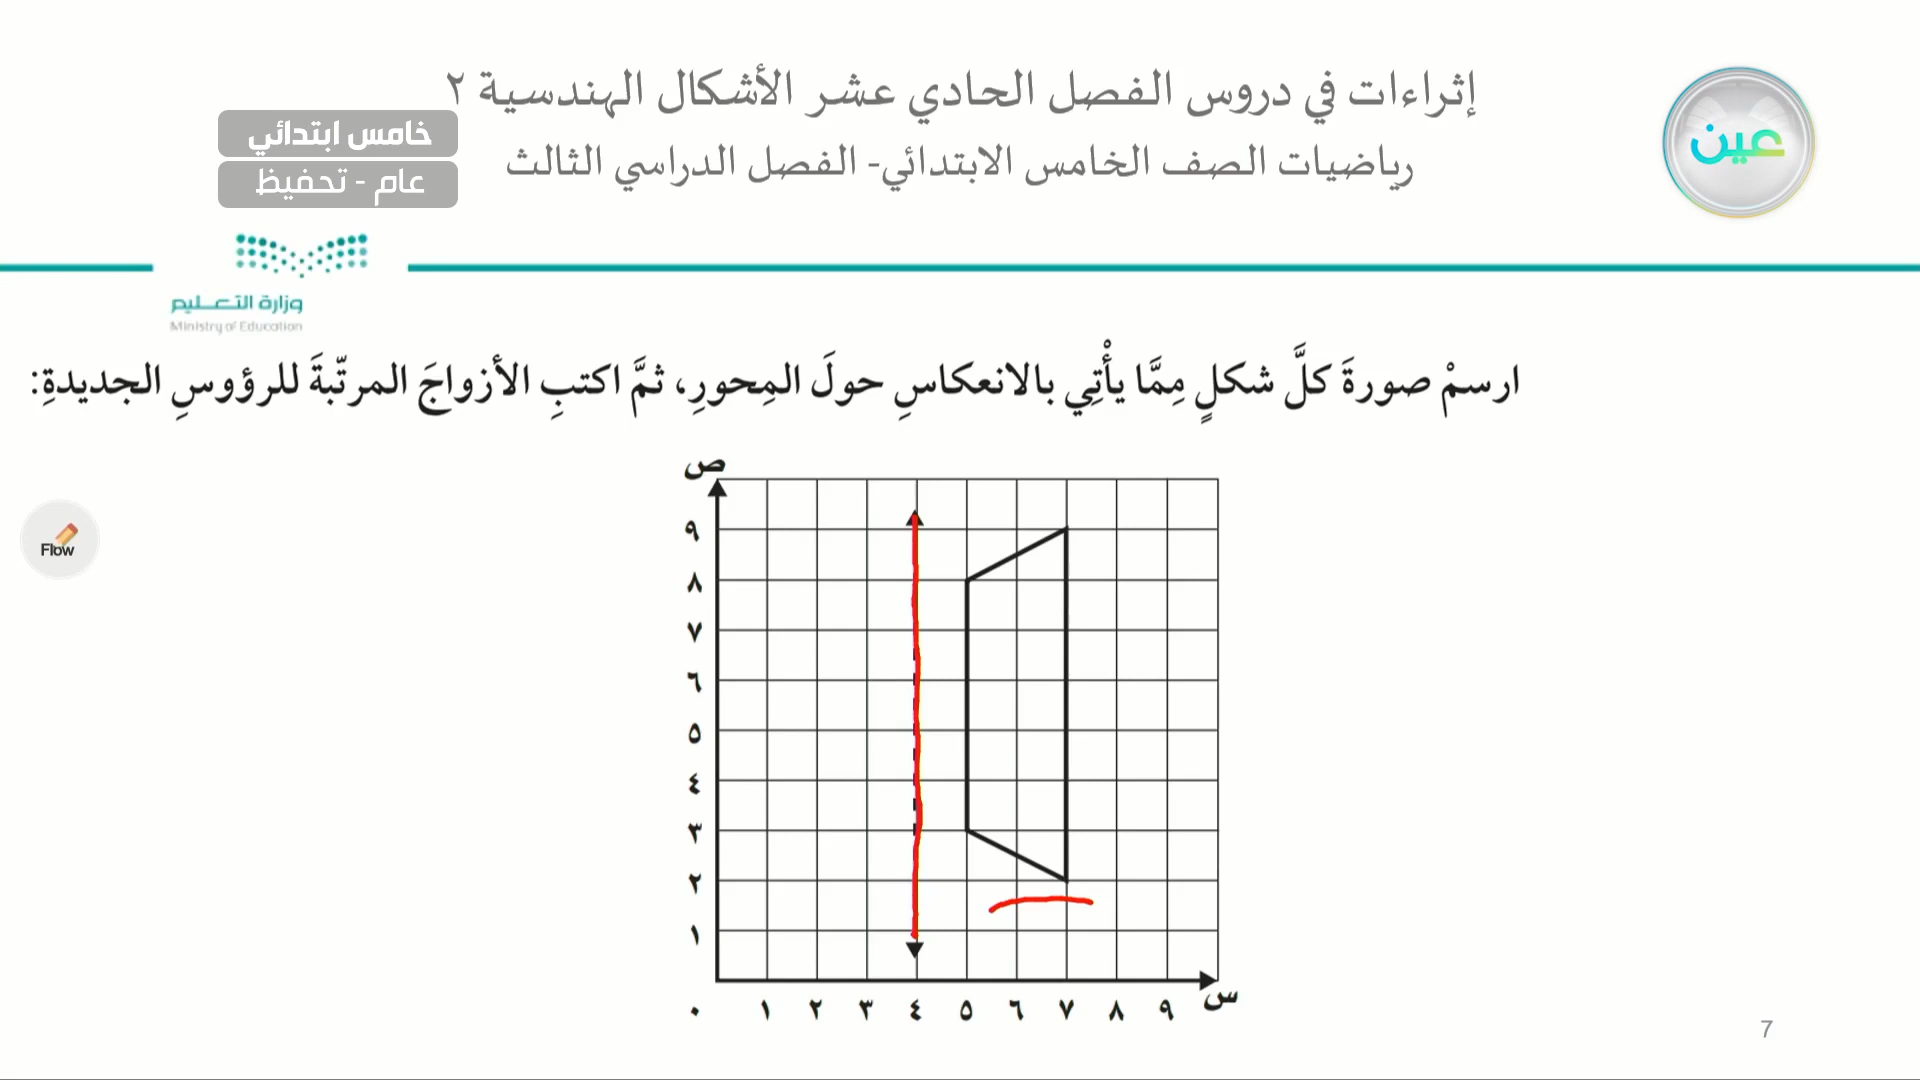 إثراءات في دروس الفصل الحادي عشر الأشكال الهندسية ٢
رياضيات الصف الخامس الابتدائي- الفصل الدراسي الثالث
خامس ابتدائي
عام - تحفيظ
عين
وزارة التعليم
Ministry of Education
ارسمْ صورةَ كلَّ شكلٍ مِمَّا يأْتِي بالانعكاسِ حولَ المِحورِ، ثمَّ اكتبِ الأزواجَ المرتّبةَ للرؤوسِ الجديدةِ:
Flow
ص
٩
٨
٧
٦
٥
٤
٣
٢
١
٠ ١ ٢ ٣ ٤ ٥ ٦ ٧ ٨ ٩ س
7